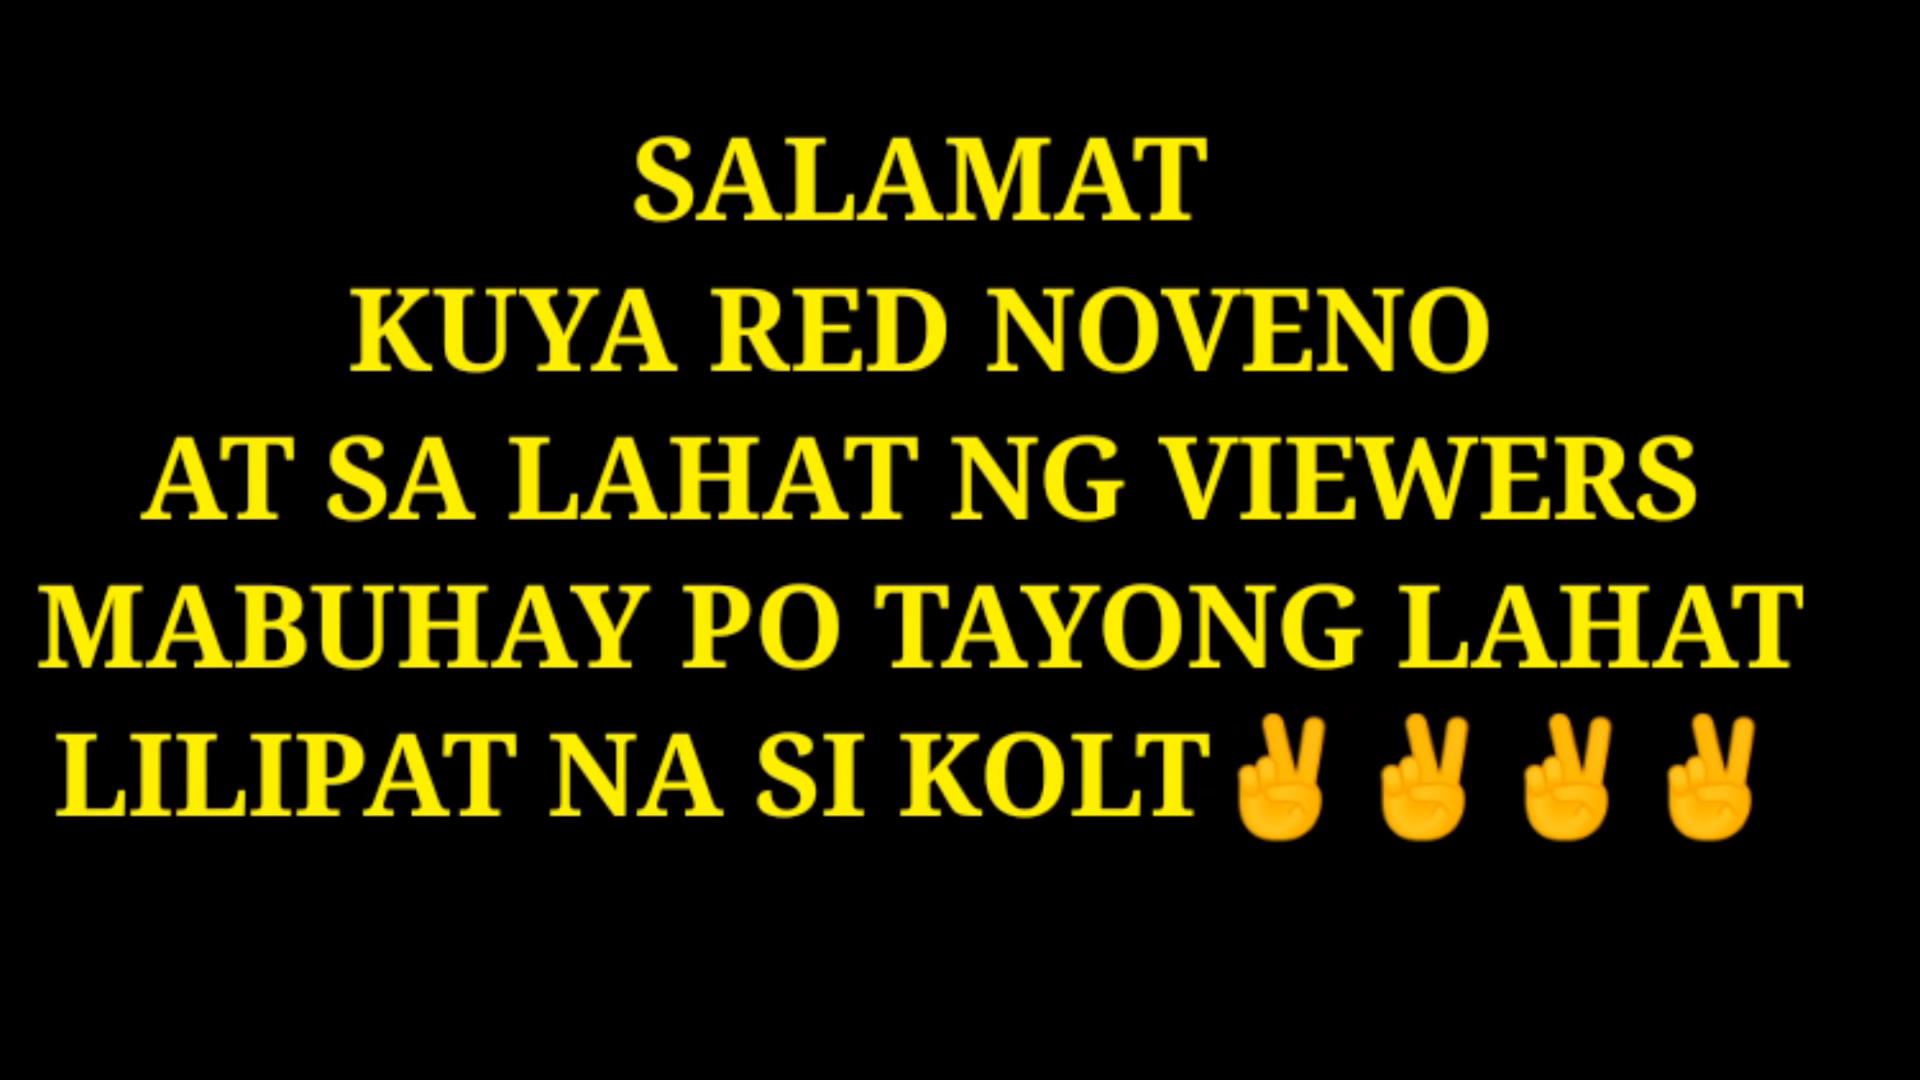 SALAMAT
KUYA RED NOVENO
AT SA LAHAT NG VIEWERS
MABUHAY PO TAYONG LAHAT
LILIPAT NA SI KOLT✌✌✌✌